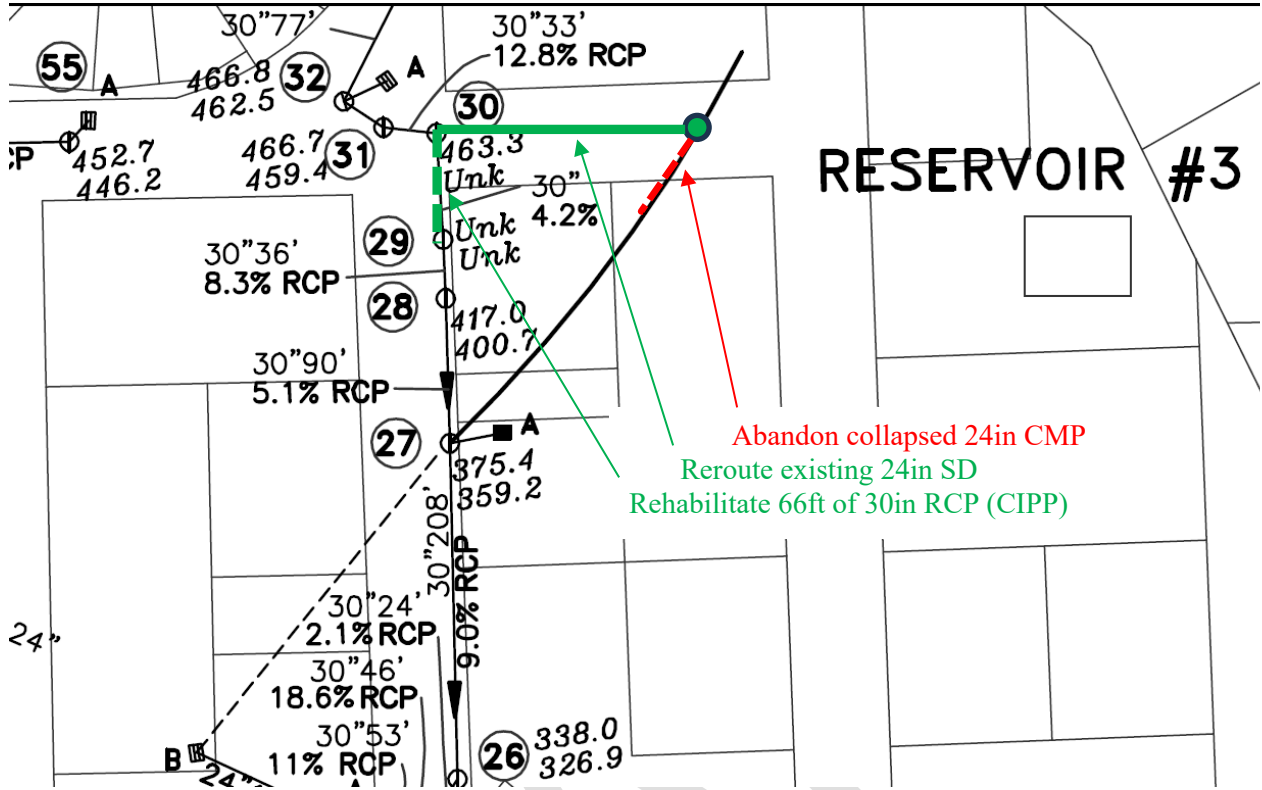 30"77'
30"33'
12.8% RCP
55
A
466.8
462.5
32
A
30
452.7
446.2
CP
466.7
459.4
31
463.3
Unk
30"
4.2%
RESERVOIR #3
29
Unk
Unk
30"36'
8.3% RCP
28
417.0
400.7
30"90'
5.1% RCP
27
A
375.4
359.2
Abandon collapsed 24in CMP
Reroute existing 24in SD
Rehabilitate 66ft of 30in RCP (CIPP)
30"208'
9.0% RCP
24"
30"24'
2.1% RCP
30"46'
18.6% RCP
30"53'
11% RCP
26
338.0
326.9
B
24"